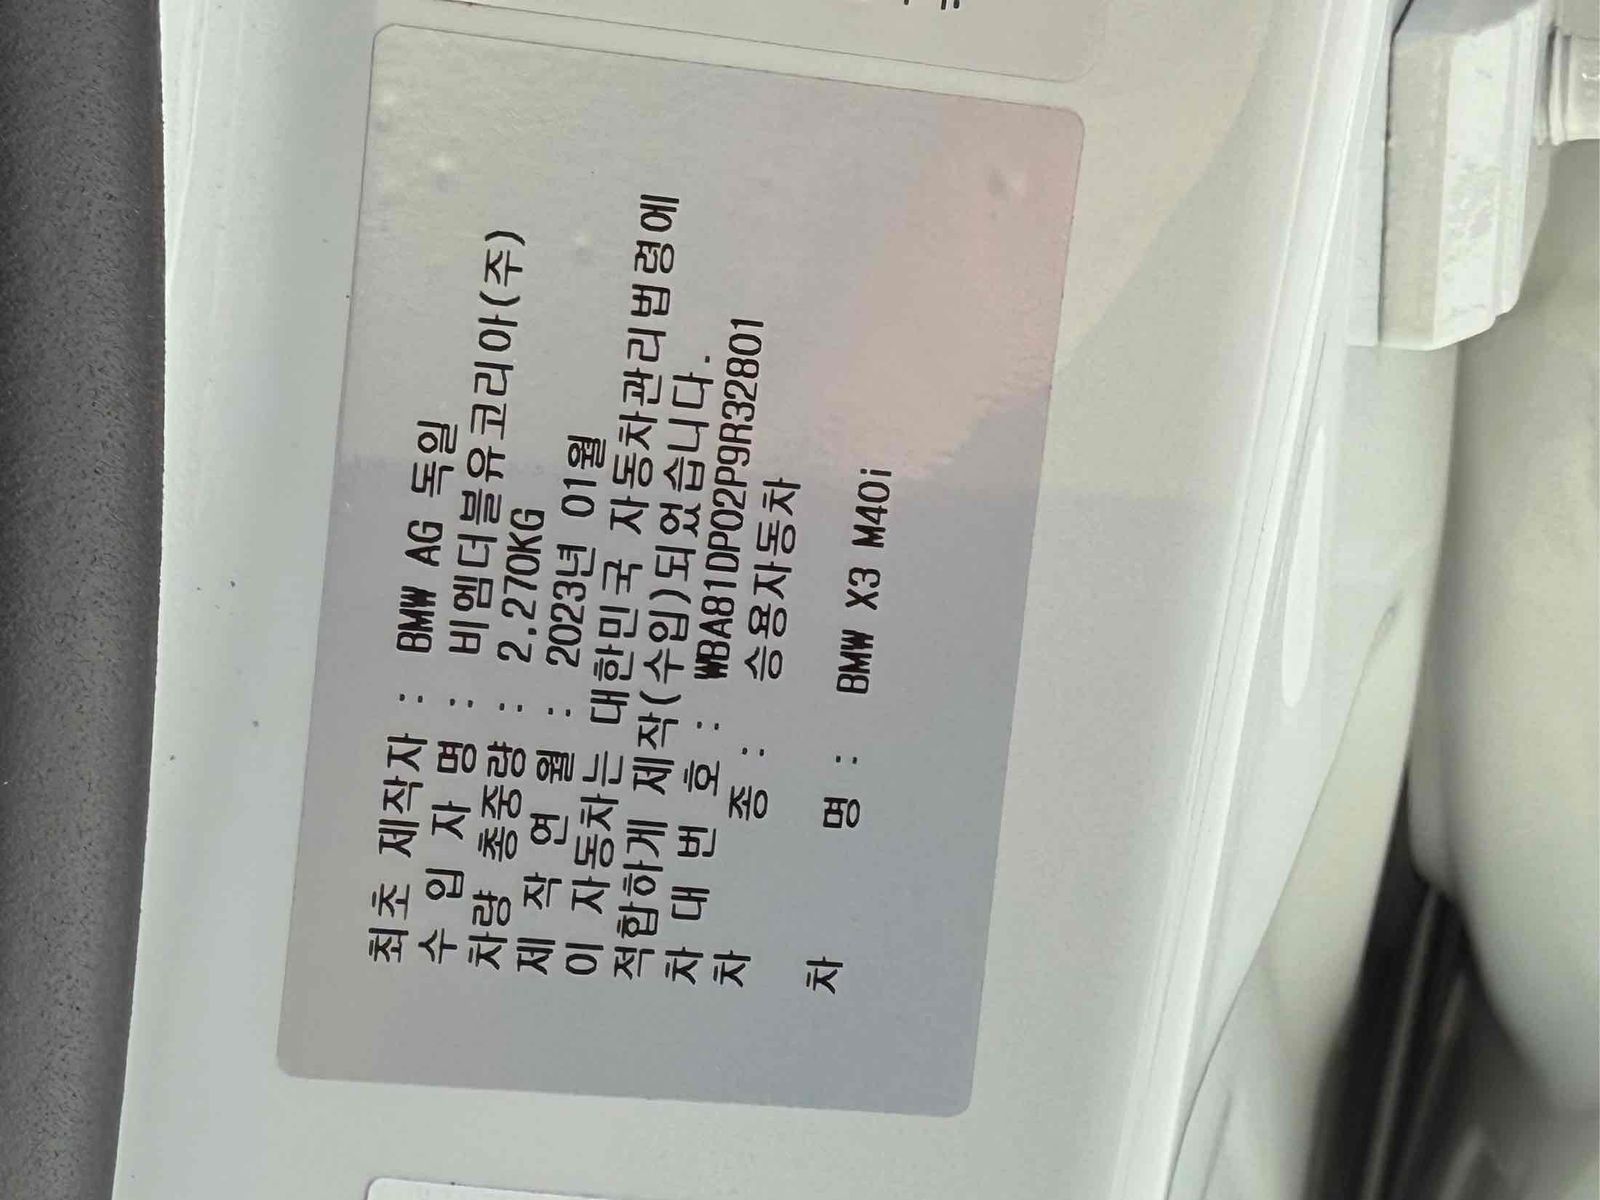 최초 제작자 : BMW AG 독일
수 입 자 명 : 비엠더블유코리아(주)
차량 총중량 : 2.270KG
제 작 연 월 : 2023년 01월
이 자동차는 대한민국 자동차관리법령에
적합하게 제작(수입)되었습니다.
차 대 번 호 : WBA81DP02P9R32801
차 종 : 승용자동차
차 명 : BMW X3 M40i